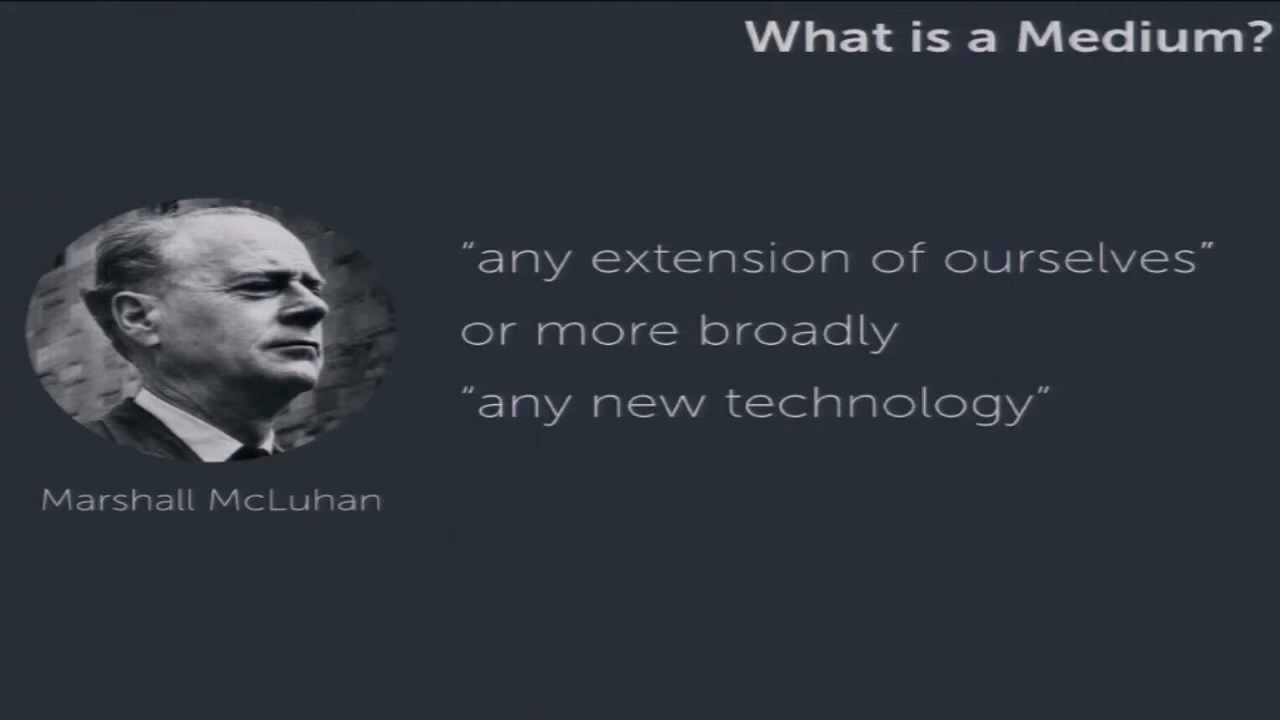 What is a Medium?
“any extension of ourselves”
or more broadly
“any new technology”
Marshall McLuhan